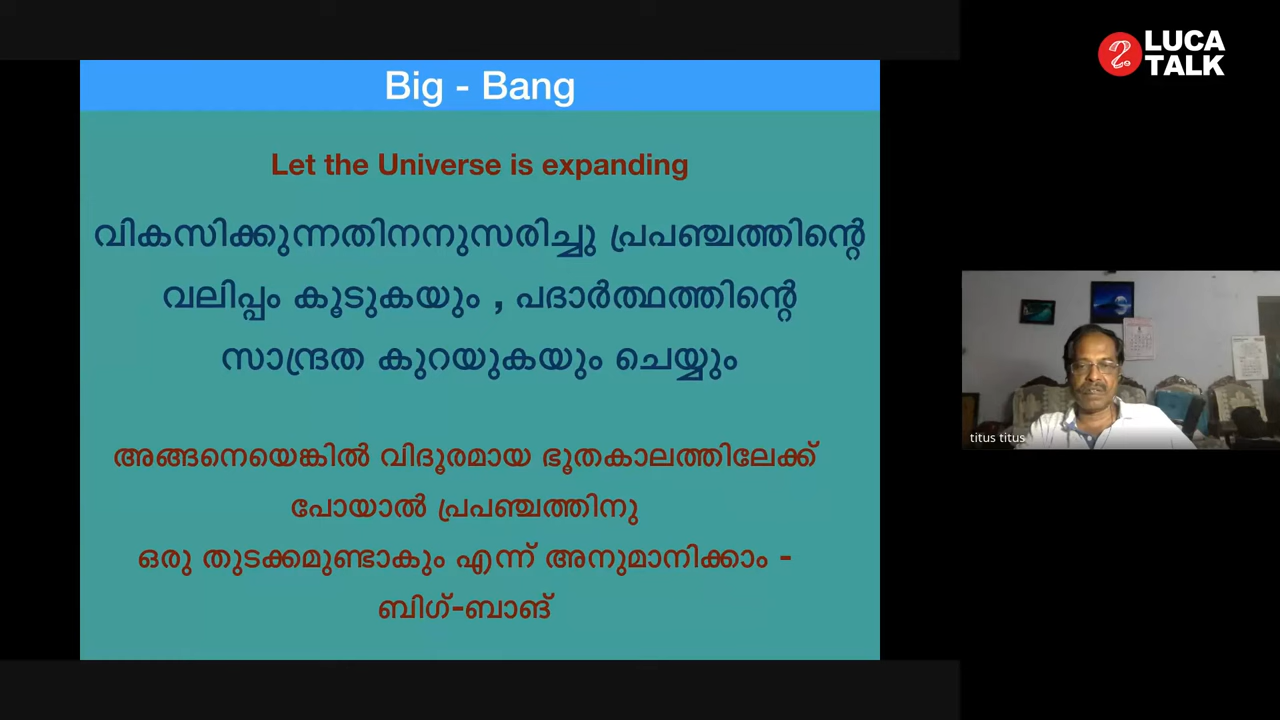 Big - Bang
Let the Universe is expanding
വികസിക്കുന്നതിനനുസരിച്ചു പ്രപഞ്ചത്തിന്റെ
വലിപ്പം കൂടുകയും , പദാർത്ഥത്തിന്റെ
സാന്ദ്രത കുറയുകയും ചെയ്യും
അങ്ങനെയെങ്കിൽ വിദൂരമായ ഭൂതകാലത്തിലേക്ക്
പോയാൽ പ്രപഞ്ചത്തിനു
ഒരു തുടക്കമുണ്ടാകും എന്ന് അനുമാനിക്കാം -
ബിഗ്-ബാങ്
LUCA
TALK
titus titus